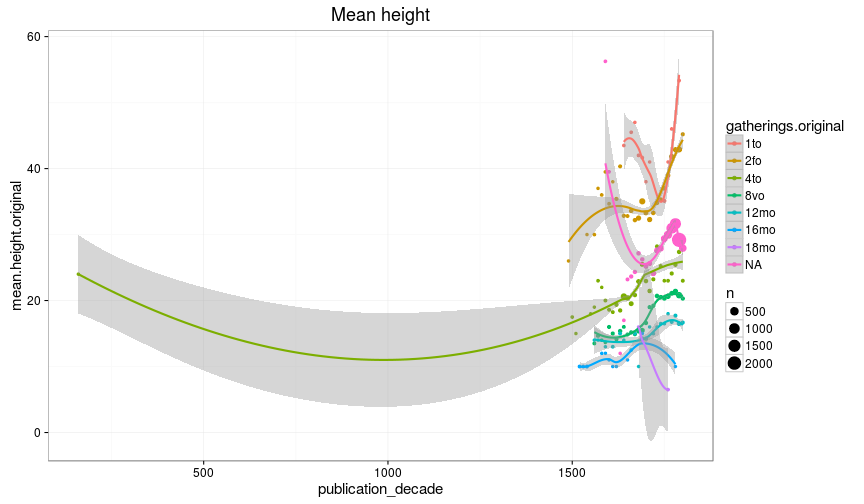 Mean height
60
40
20
0
mean.height.original
500
1000
1500
publication_decade
gatherings.original
1to
2fo
4to
8vo
12mo
16mo
18mo
NA
n
500
1000
1500
2000